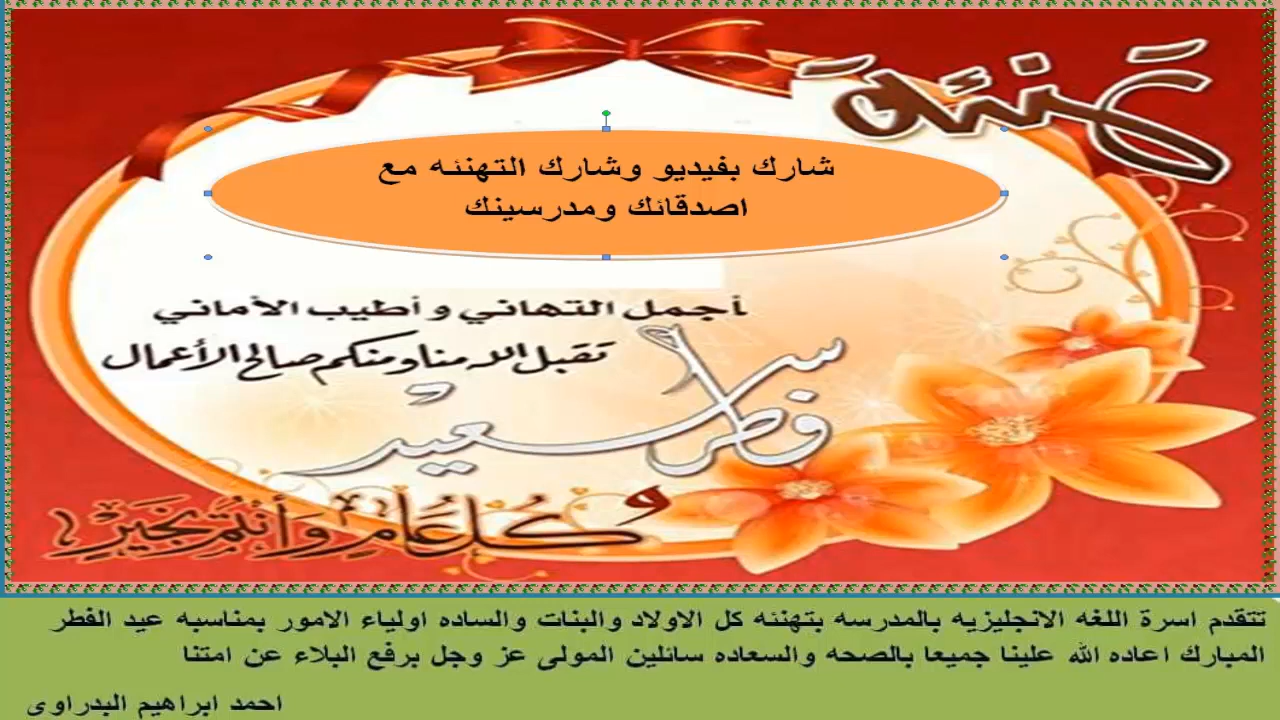 تهنئة
شارك بفيديو وشارك التهنئه مع
اصدقائك ومدرسينك
أجمل التهاني وأطيب الأماني
تقبل الله منا ومنكم صالح الأعمال
فطر سعيد
و كل عام وأنتم بخير
تتقدم اسرة اللغه الانجليزيه بالمدرسه بتهنئه كل الاولاد والبنات والساده اولياء الامور بمناسبه عيد الفطر
المبارك اعاده الله علينا جميعا بالصحه والسعاده سائلين المولى عز وجل برفع البلاء عن امتنا
احمد ابراهيم البدراوى